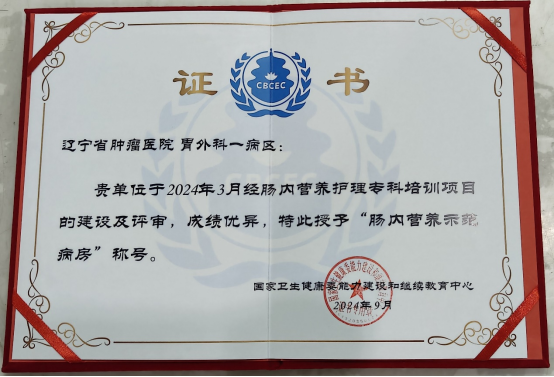 证 书
CBCEC
辽宁省肿瘤医院 胃外科一病区：
贵单位于2024年3月经肠内营养护理专科培训项目
的建设及评审，成绩优异，特此授予“肠内营养示范
病房”称号。
国家卫生健康委能力建设和继续教育中心
2024年9月